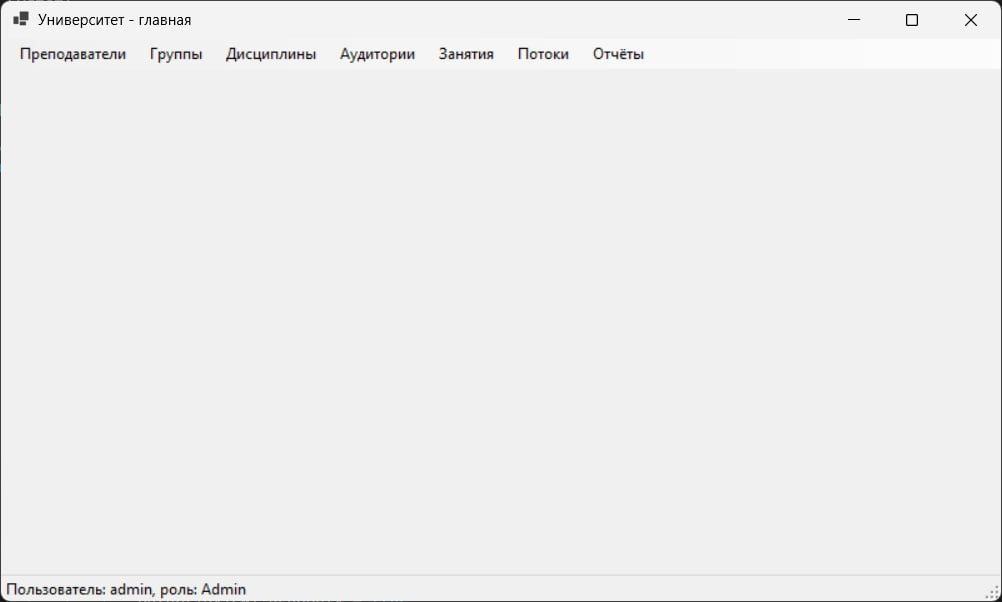 Университет - главная
Преподаватели Группы Дисциплины Аудитории Занятия Потоки Отчёты
Пользователь: admin, роль: Admin